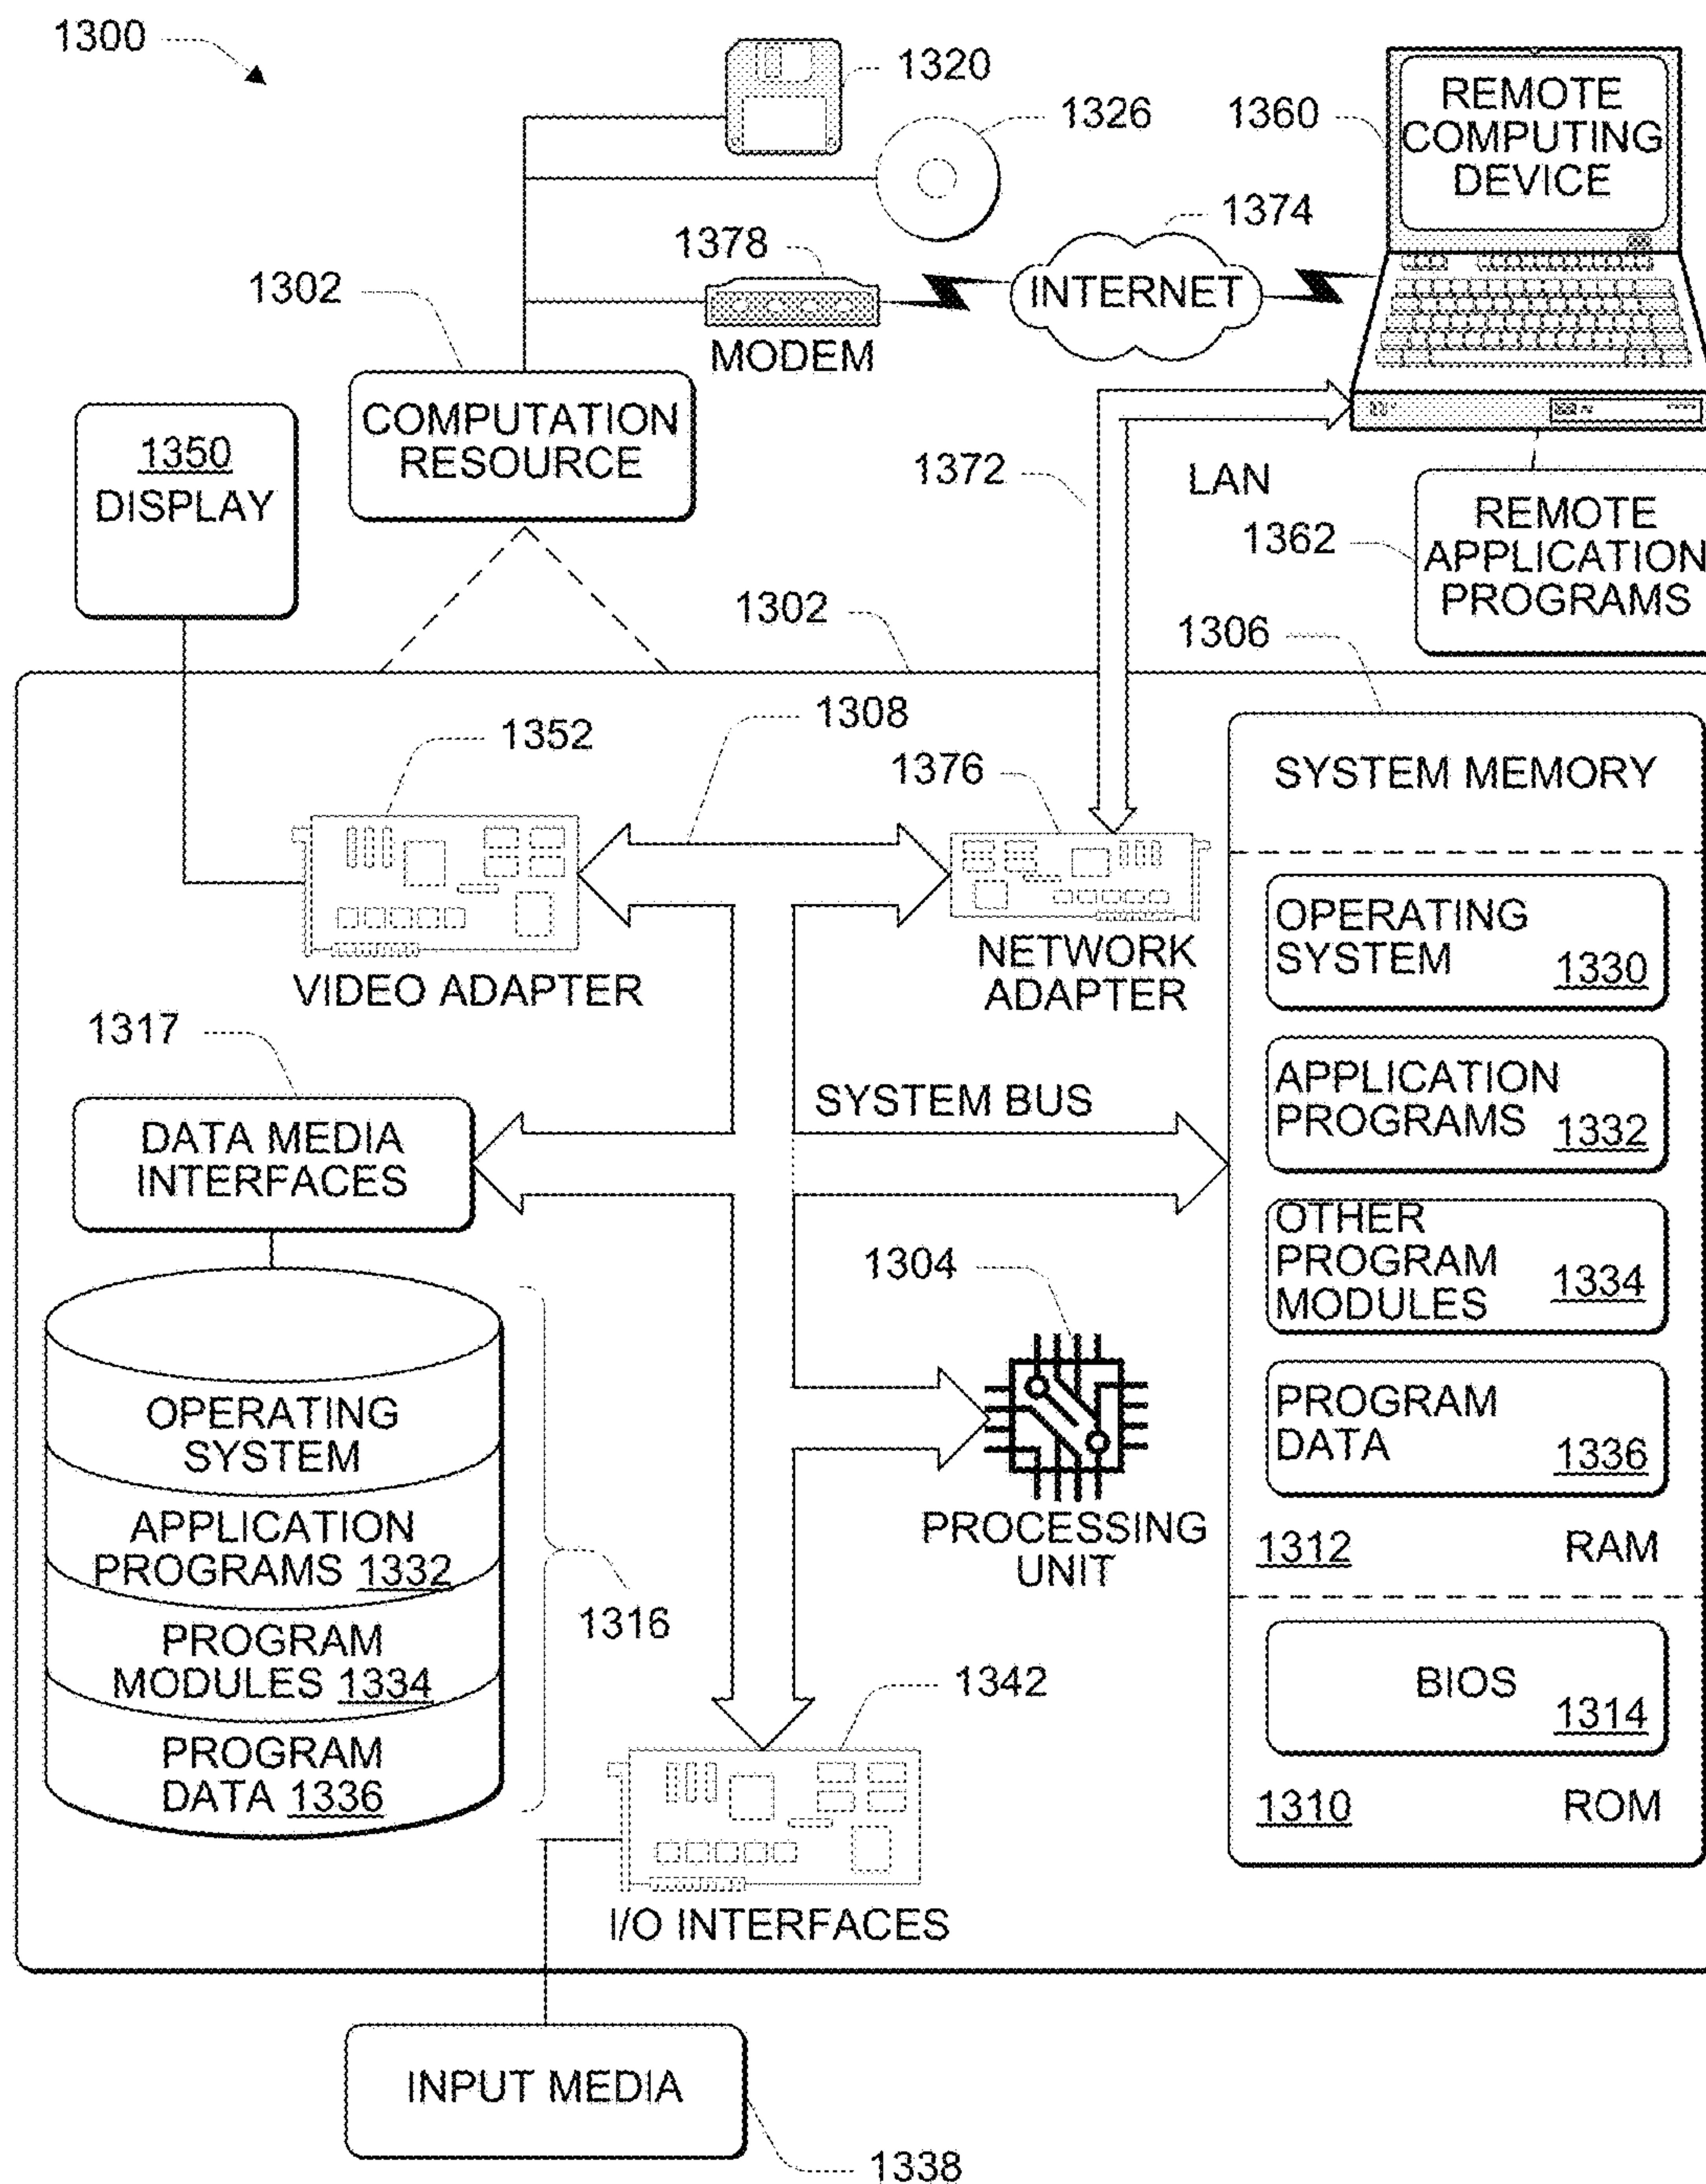 1300
1320
1326
1360
REMOTE
COMPUTING
DEVICE
1374
1378
INTERNET
1302
MODEM
COMPUTATION
RESOURCE
1350
DISPLAY
1372
LAN
1362
REMOTE
APPLICATION
PROGRAMS
1302
1306
1308
1352
1376
SYSTEM MEMORY
OPERATING
SYSTEM 1330
VIDEO ADAPTER
NETWORK
ADAPTER
1317
APPLICATION
PROGRAMS 1332
SYSTEM BUS
DATA MEDIA
INTERFACES
OTHER
PROGRAM
MODULES 1334
1304
PROGRAM
DATA 1336
OPERATING
SYSTEM
APPLICATION
PROGRAMS 1332
PROGRAM
MODULES 1334
PROGRAM
DATA 1336
1316
PROCESSING
UNIT
1312 RAM
BIOS
1314
1310 ROM
1342
I/O INTERFACES
INPUT MEDIA
1338